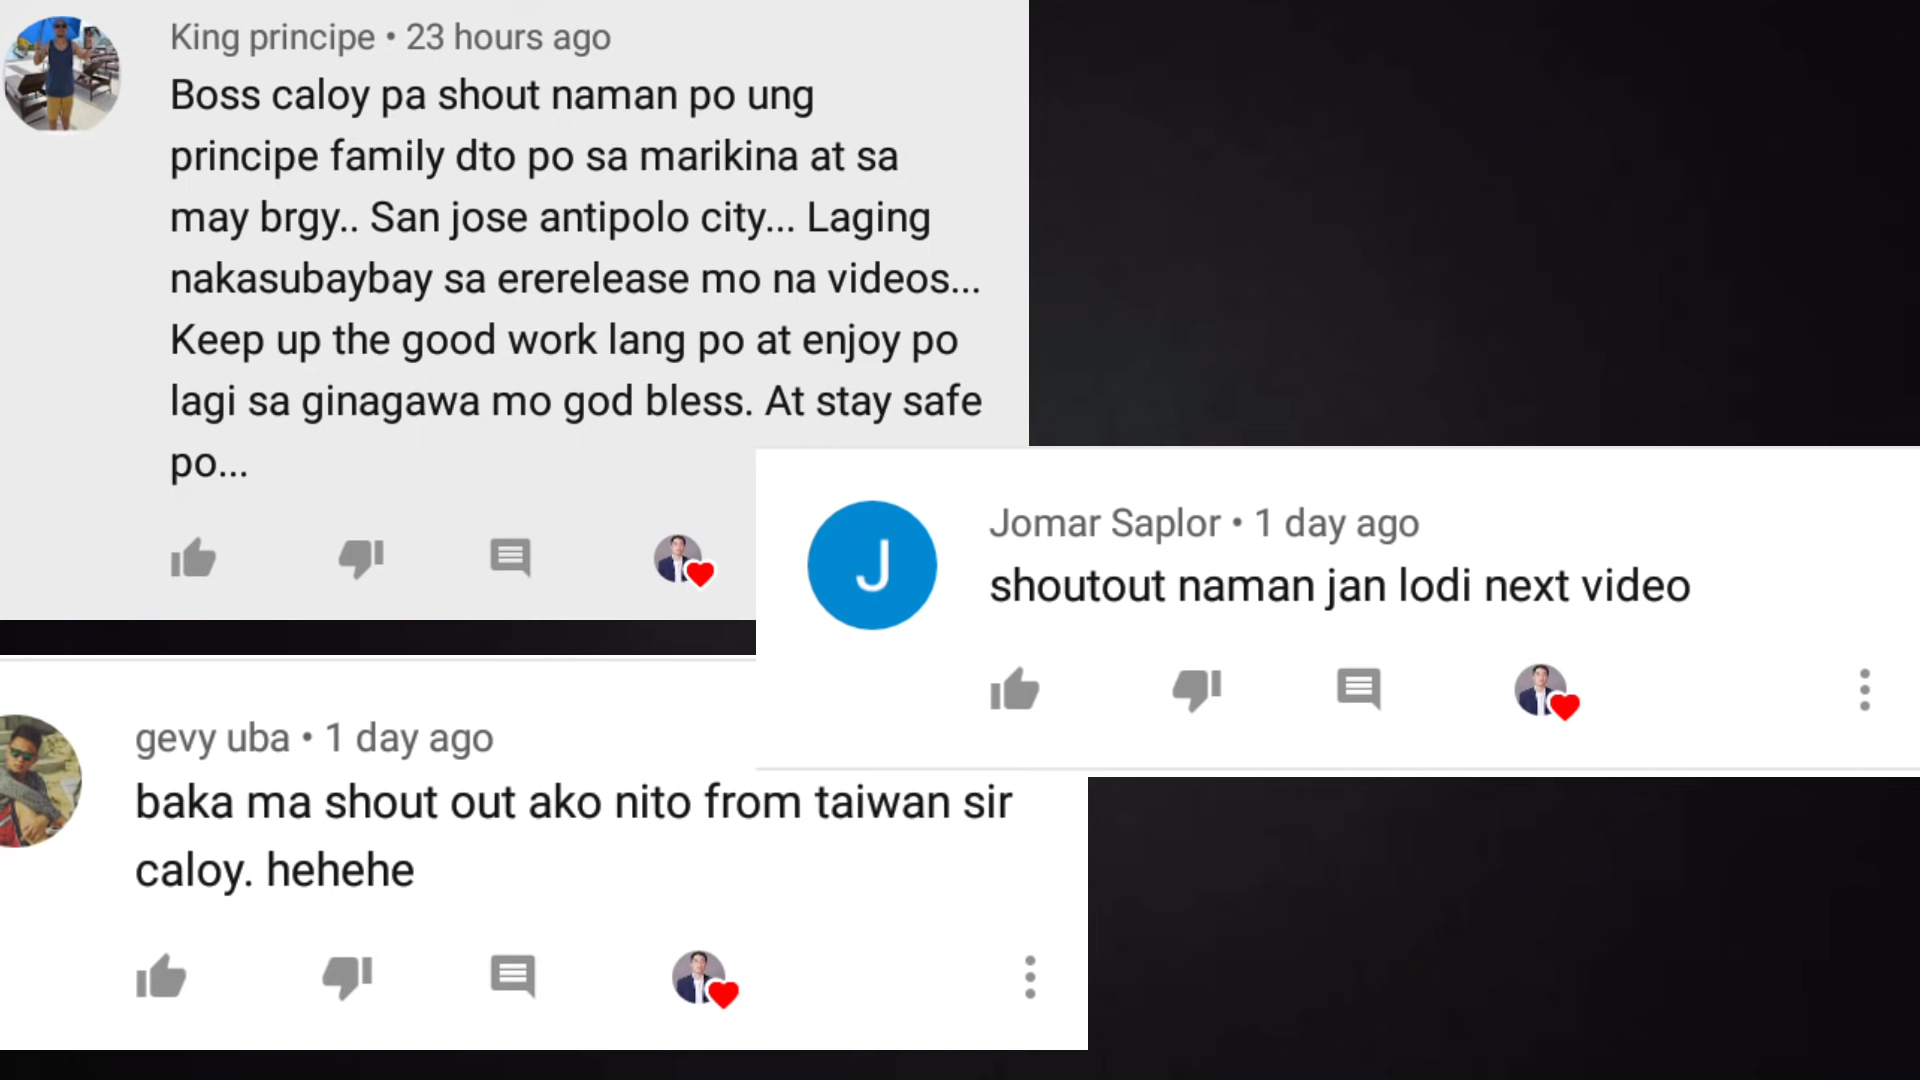 King principe • 23 hours ago
Boss caloy pa shout naman po ung
principe family dto po sa marikina at sa
may brgy.. San jose antipolo city... Laging
nakasubaybay sa ererelease mo na videos...
Keep up the good work lang po at enjoy po
lagi sa ginagawa mo god bless. At stay safe
po...
J
Jomar Saplor • 1 day ago
shoutout naman jan lodi next video
gevy uba • 1 day ago
baka ma shout out ako nito from taiwan sir
caloy. hehehe